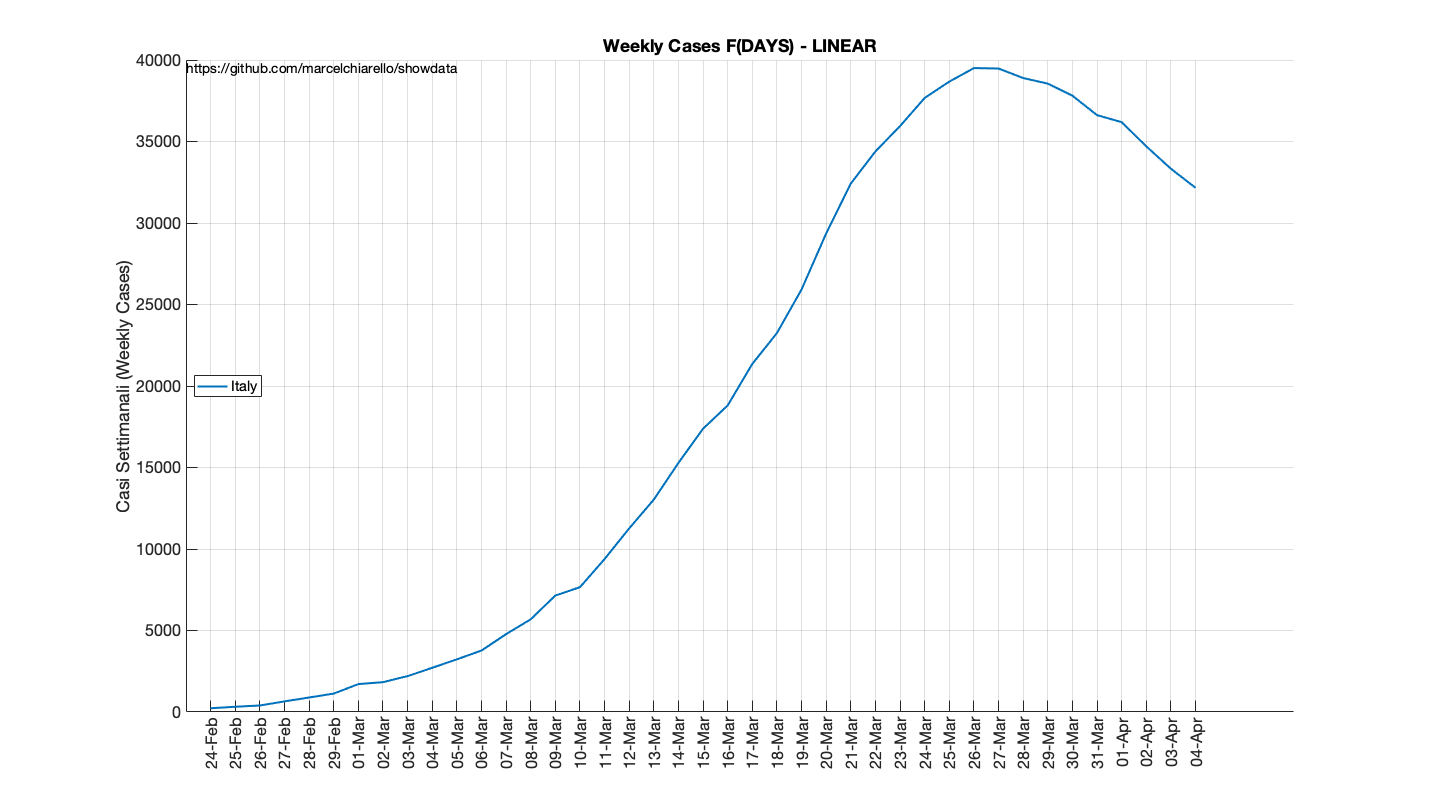 Weekly Cases F(DAYS) - LINEAR
https://github.com/marcelchiarello/showdata
Casi Settimanali (Weekly Cases)
40000
35000
30000
25000
20000
15000
10000
5000
0
Italy
24-Feb
25-Feb
26-Feb
27-Feb
28-Feb
29-Feb
01-Mar
02-Mar
03-Mar
04-Mar
05-Mar
06-Mar
07-Mar
08-Mar
09-Mar
10-Mar
11-Mar
12-Mar
13-Mar
14-Mar
15-Mar
16-Mar
17-Mar
18-Mar
19-Mar
20-Mar
21-Mar
22-Mar
23-Mar
24-Mar
25-Mar
26-Mar
27-Mar
28-Mar
29-Mar
30-Mar
31-Mar
01-Apr
02-Apr
03-Apr
04-Apr